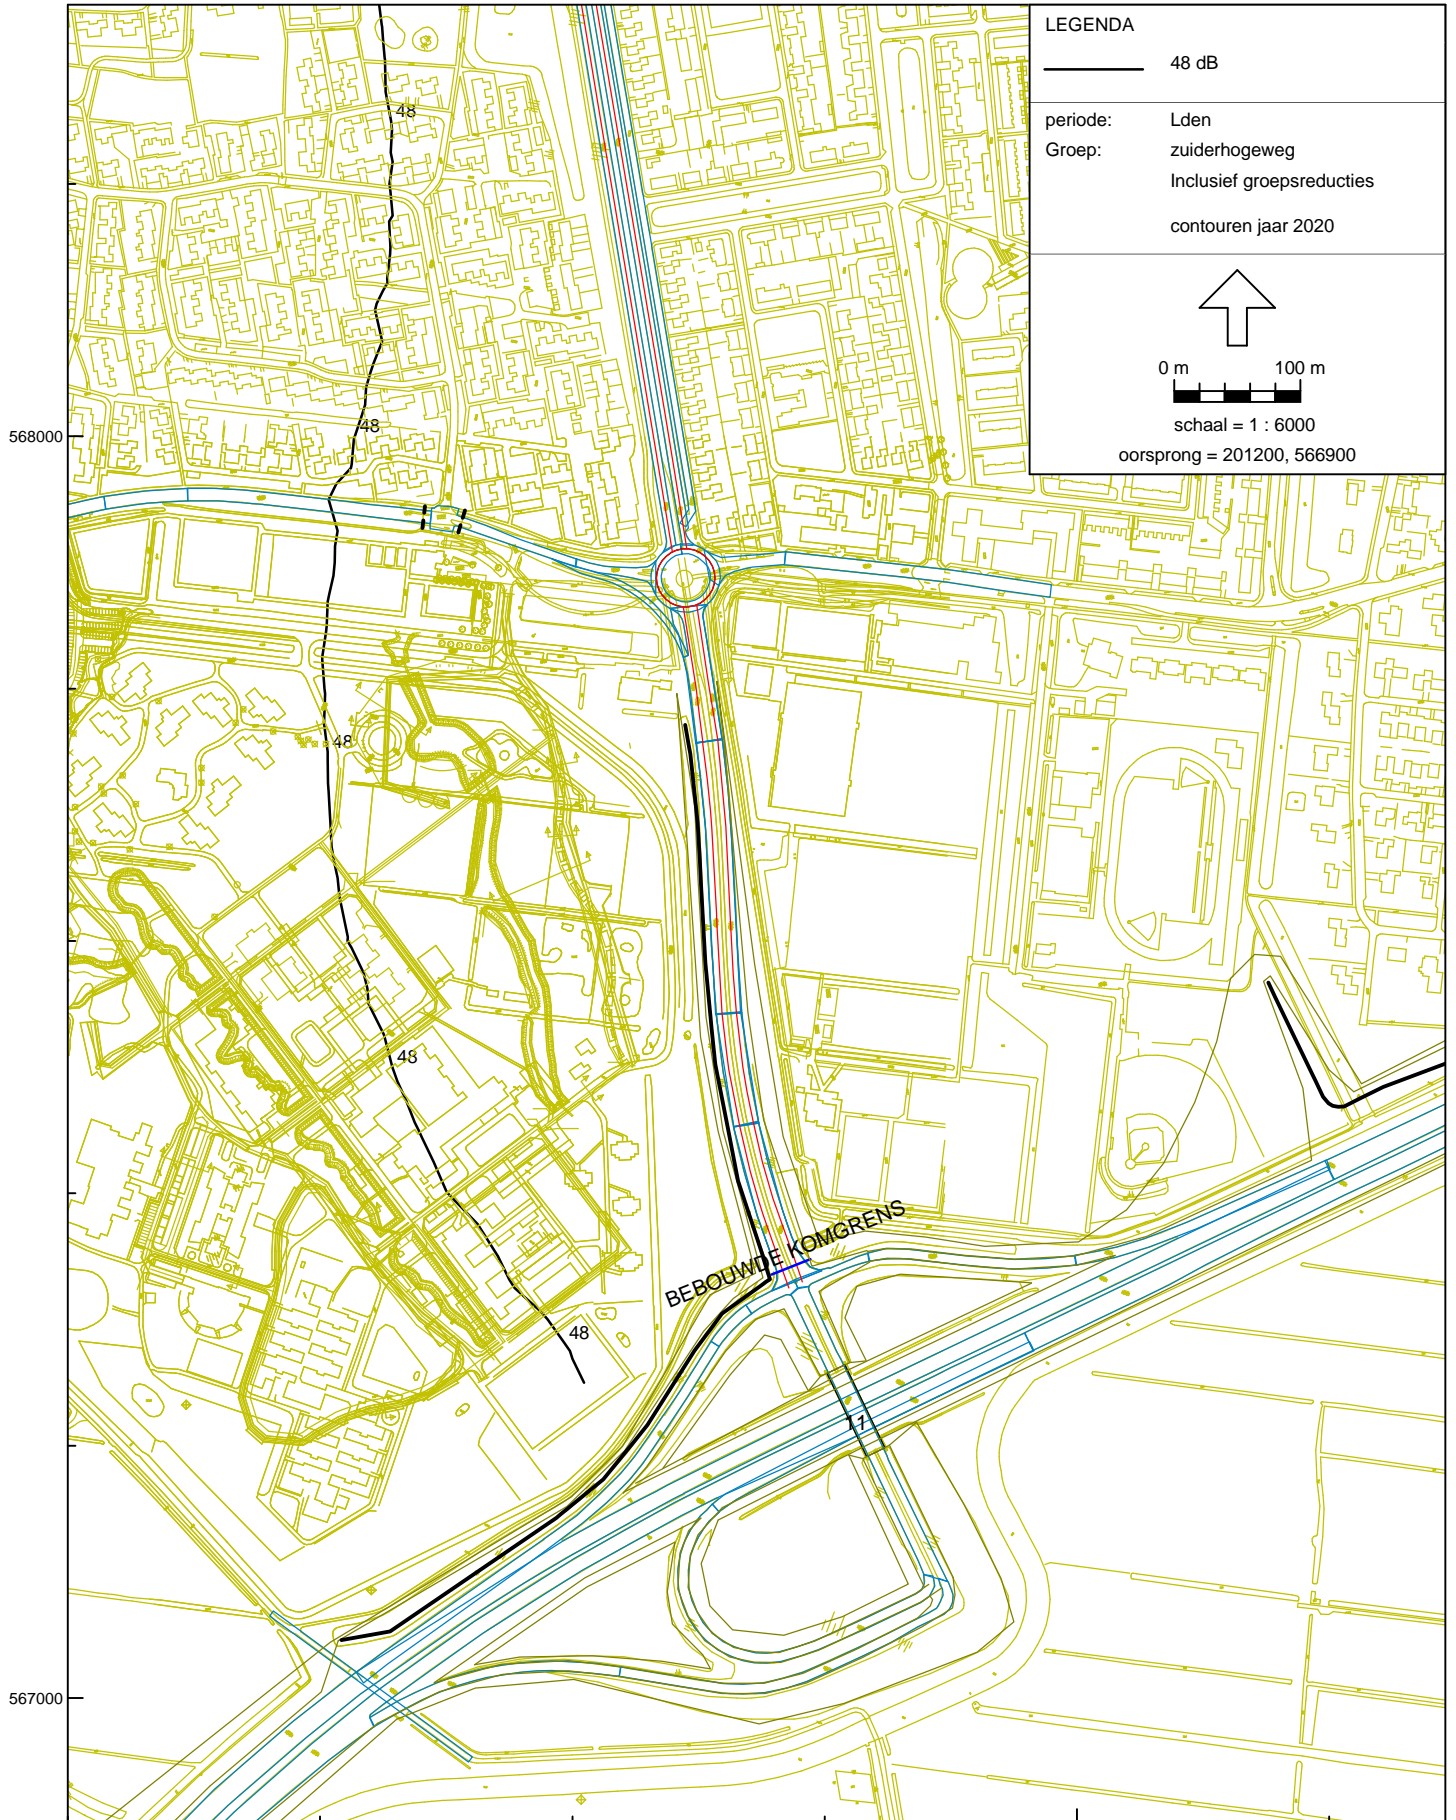 LEGENDA
48 dB
periode: Lden
Groep: zuiderhogeweg
Inclusief groepsreducties
contouren jaar 2020
0 m 100 m
schaal = 1 : 6000
oorsprong = 201200, 566900
48
48
568000
48
48
BEBOUWDE KOMGRENS
48
11
567000